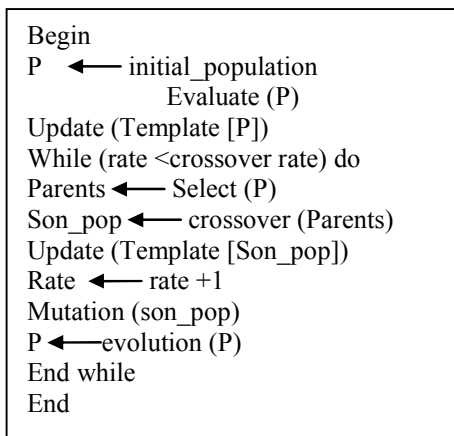 Begin
P ← initial_population
Evaluate (P)
Update (Template [P])
While (rate <crossover rate) do
Parents ← Select (P)
Son_pop ← crossover (Parents)
Update (Template [Son_pop])
Rate ← rate +1
Mutation (son_pop)
P ← evolution (P)
End while
End